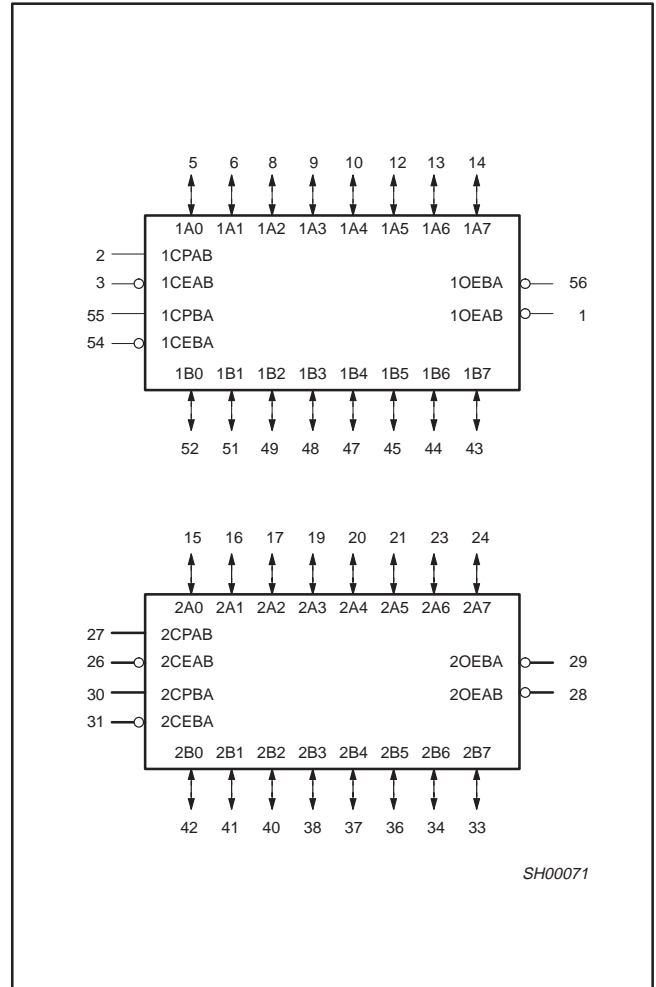 5 6 8 9 10 12 13 14
1A0 1A1 1A2 1A3 1A4 1A5 1A6 1A7
2 1CPAB
3 1CEAB 1OEBA 56
55 1CPBA 1OEAB 1
54 1CEBA
1B0 1B1 1B2 1B3 1B4 1B5 1B6 1B7
52 51 49 48 47 45 44 43
15 16 17 19 20 21 23 24
2A0 2A1 2A2 2A3 2A4 2A5 2A6 2A7
27 2CPAB
26 2CEAB 2OEBA 29
30 2CPBA 2OEAB 28
31 2CEBA
2B0 2B1 2B2 2B3 2B4 2B5 2B6 2B7
42 41 40 38 37 36 34 33
SH00071